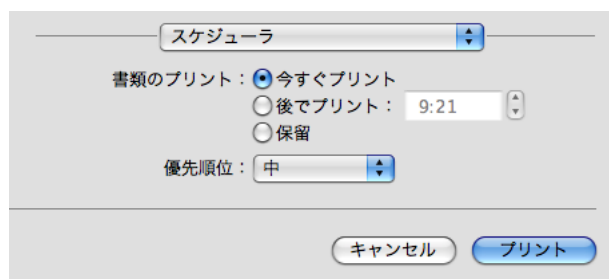 スケジューラ
書類のプリント： 今すぐプリント
後でプリント： 9:21
保留
優先順位： 中
キャンセル プリント